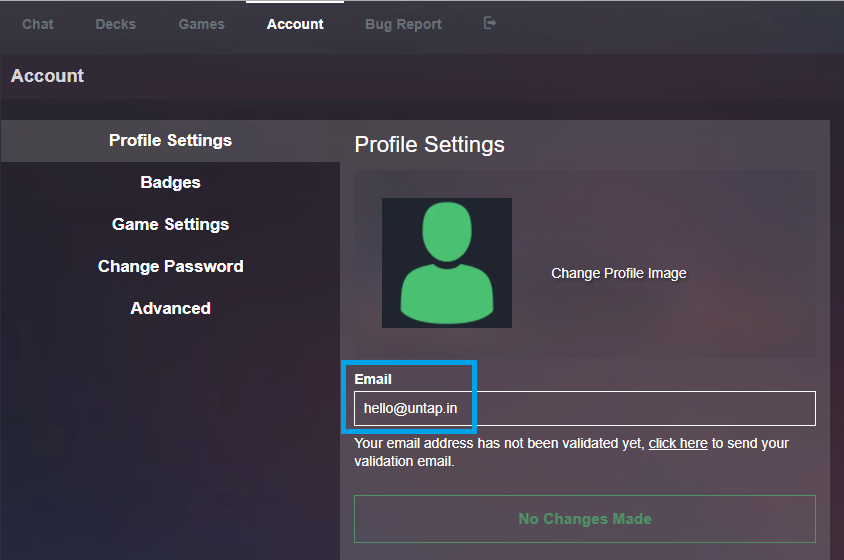 Chat Decks Games Account Bug Report
Account
Profile Settings
Badges
Game Settings
Change Password
Advanced
Profile Settings
Change Profile Image
Email
hello@untap.in
Your email address has not been validated yet, click here to send your
validation email.
No Changes Made